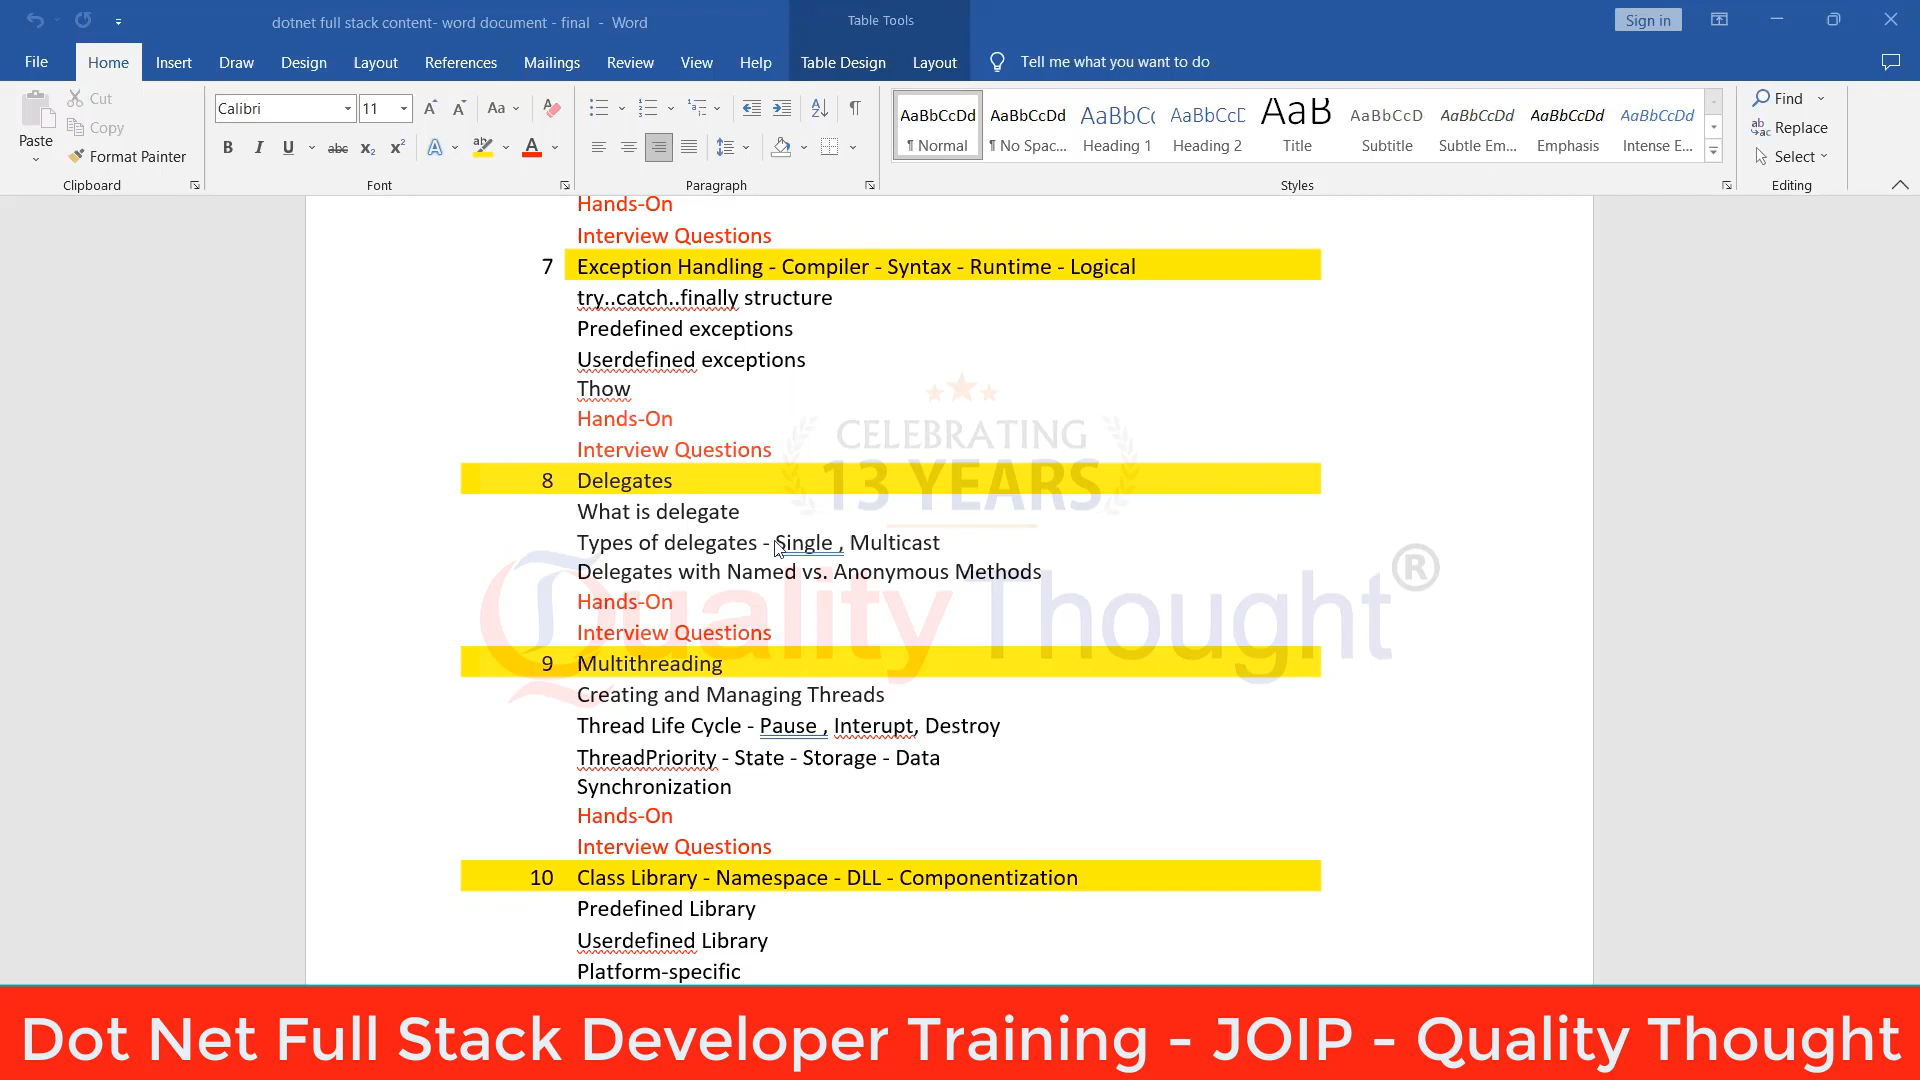 dotnet full stack content- word document - final - Word
Table Tools
Sign in
File Home Insert Draw Design Layout References Mailings Review View Help Table Design Layout Tell me what you want to do
Paste
Cut
Copy
Format Painter
Clipboard
Calibri 11
Aa
B I U abc x₂ x² A A
Font
Paragraph
AaBbCcDd AaBbCcDd AaBbCc AaBbCcC AaB AaBbCcD AaBbCcDd AaBbCcDd AaBbCcDd
¶ Normal ¶ No Spac... Heading 1 Heading 2 Title Subtitle Subtle Em... Emphasis Intense E...
Styles
Find
Replace
Select
Editing
Hands-On
Interview Questions
7 Exception Handling - Compiler - Syntax - Runtime - Logical
try..catch..finally structure
Predefined exceptions
Userdefined exceptions
Thow
Hands-On
Interview Questions
8 Delegates
What is delegate
Types of delegates - Single , Multicast
Delegates with Named vs. Anonymous Methods
Hands-On
Interview Questions
9 Multithreading
Creating and Managing Threads
Thread Life Cycle - Pause , Interupt, Destroy
ThreadPriority - State - Storage - Data
Synchronization
Hands-On
Interview Questions
10 Class Library - Namespace - DLL - Componentization
Predefined Library
Userdefined Library
Platform-specific
CELEBRATING
13 YEARS
QualityThought®
Dot Net Full Stack Developer Training - JOIP - Quality Thought